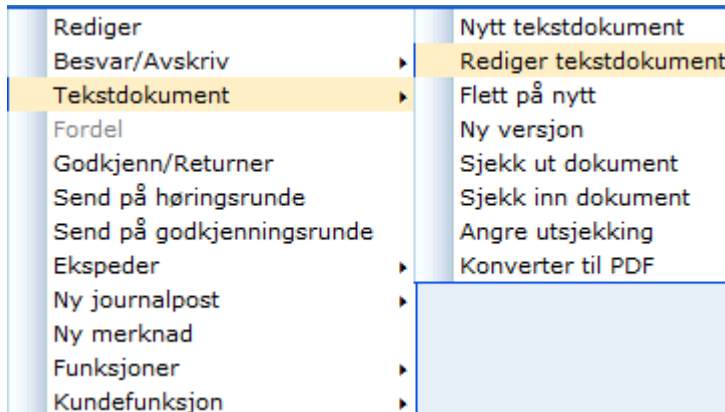 Rediger
Besvar/Avskriv
Tekstdokument
Fordel
Godkjenn/Returner
Send på høringsrunde
Send på godkjenningsrunde
Ekspeder
Ny journalpost
Ny merknad
Funksjoner
Kundefunksjon
Nytt tekstdokument
Rediger tekstdokument
Flett på nytt
Ny versjon
Sjekk ut dokument
Sjekk inn dokument
Angre utsjekking
Konverter til PDF